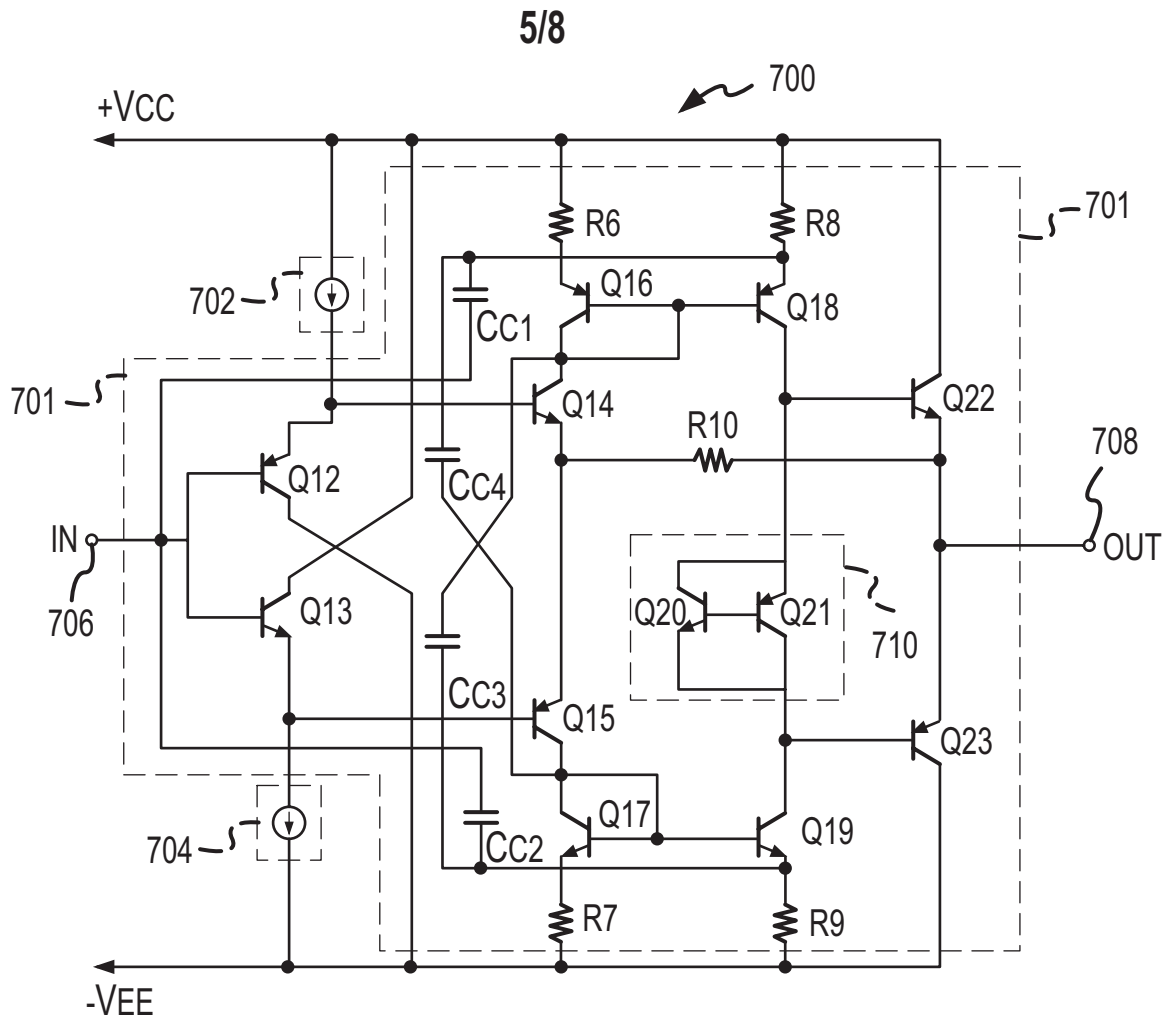 5/8
700
+VCC
701
R6
R8
702
Q16
Q18
CC1
701
Q14
Q22
R10
708
Q12
CC4
IN
OUT
Q13
Q20
Q21
706
710
CC3
Q15
Q23
Q17
Q19
704
CC2
R7
R9
-VEE